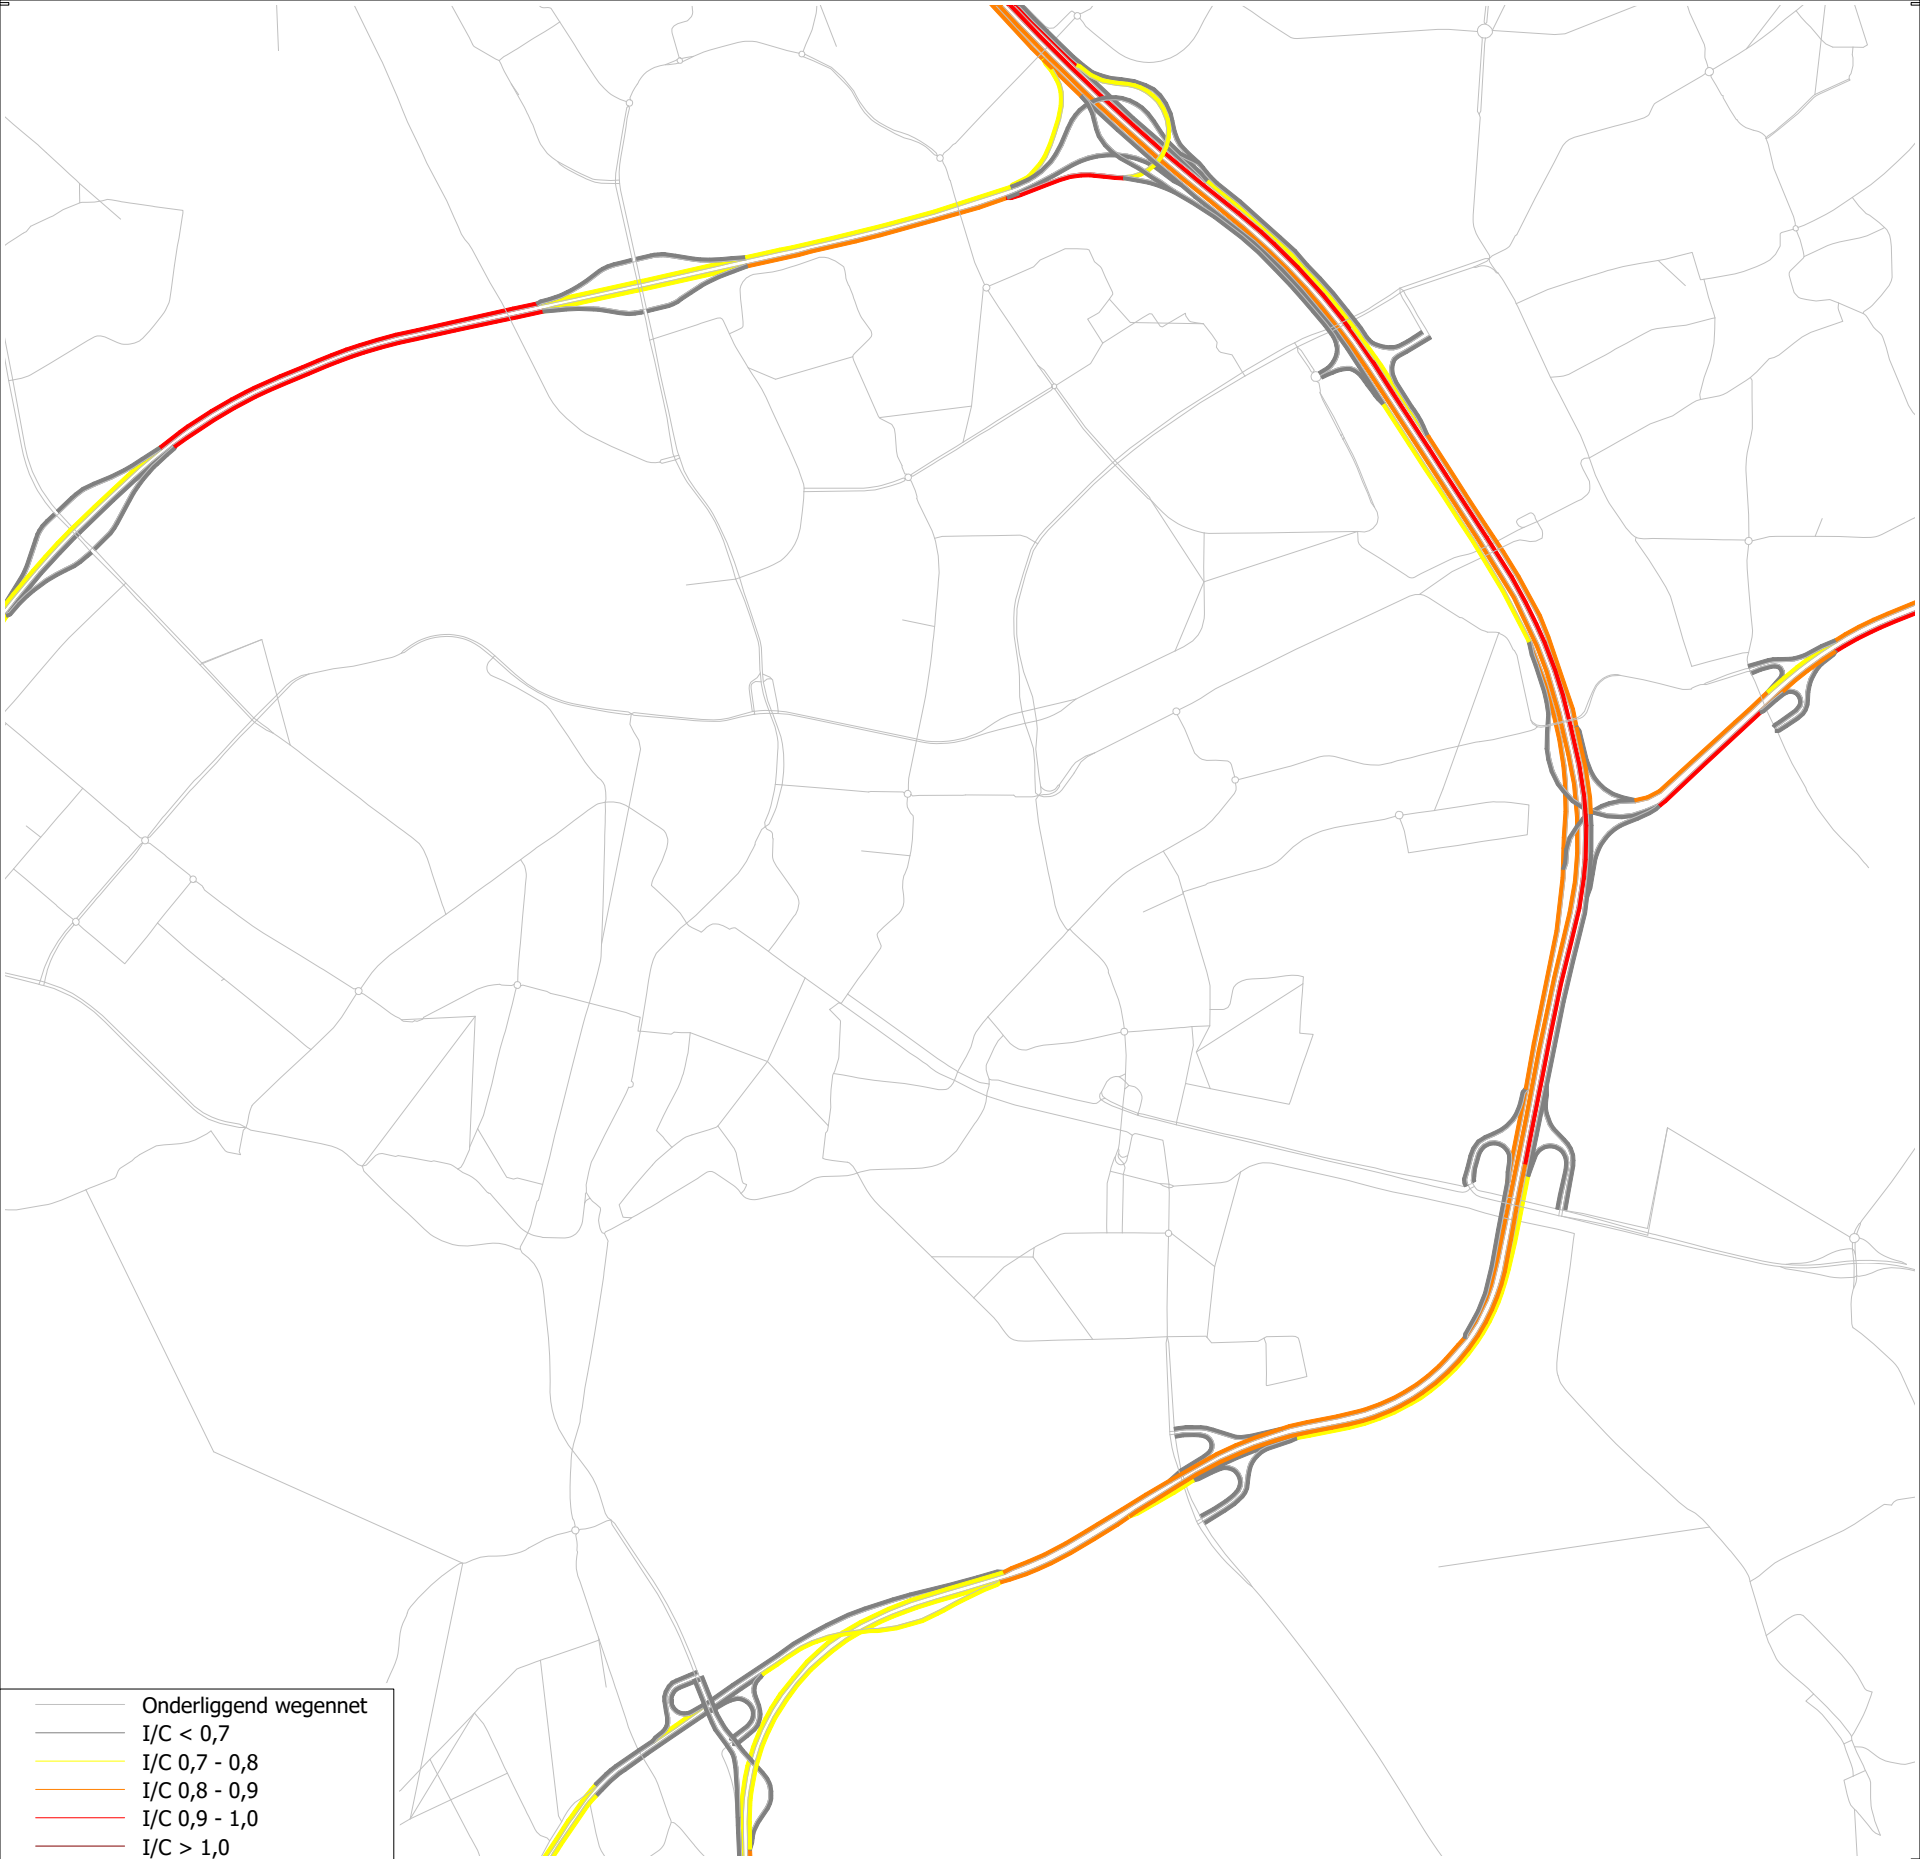 Onderliggend wegennet
I/C < 0,7
I/C 0,7 - 0,8
I/C 0,8 - 0,9
I/C 0,9 - 1,0
I/C > 1,0